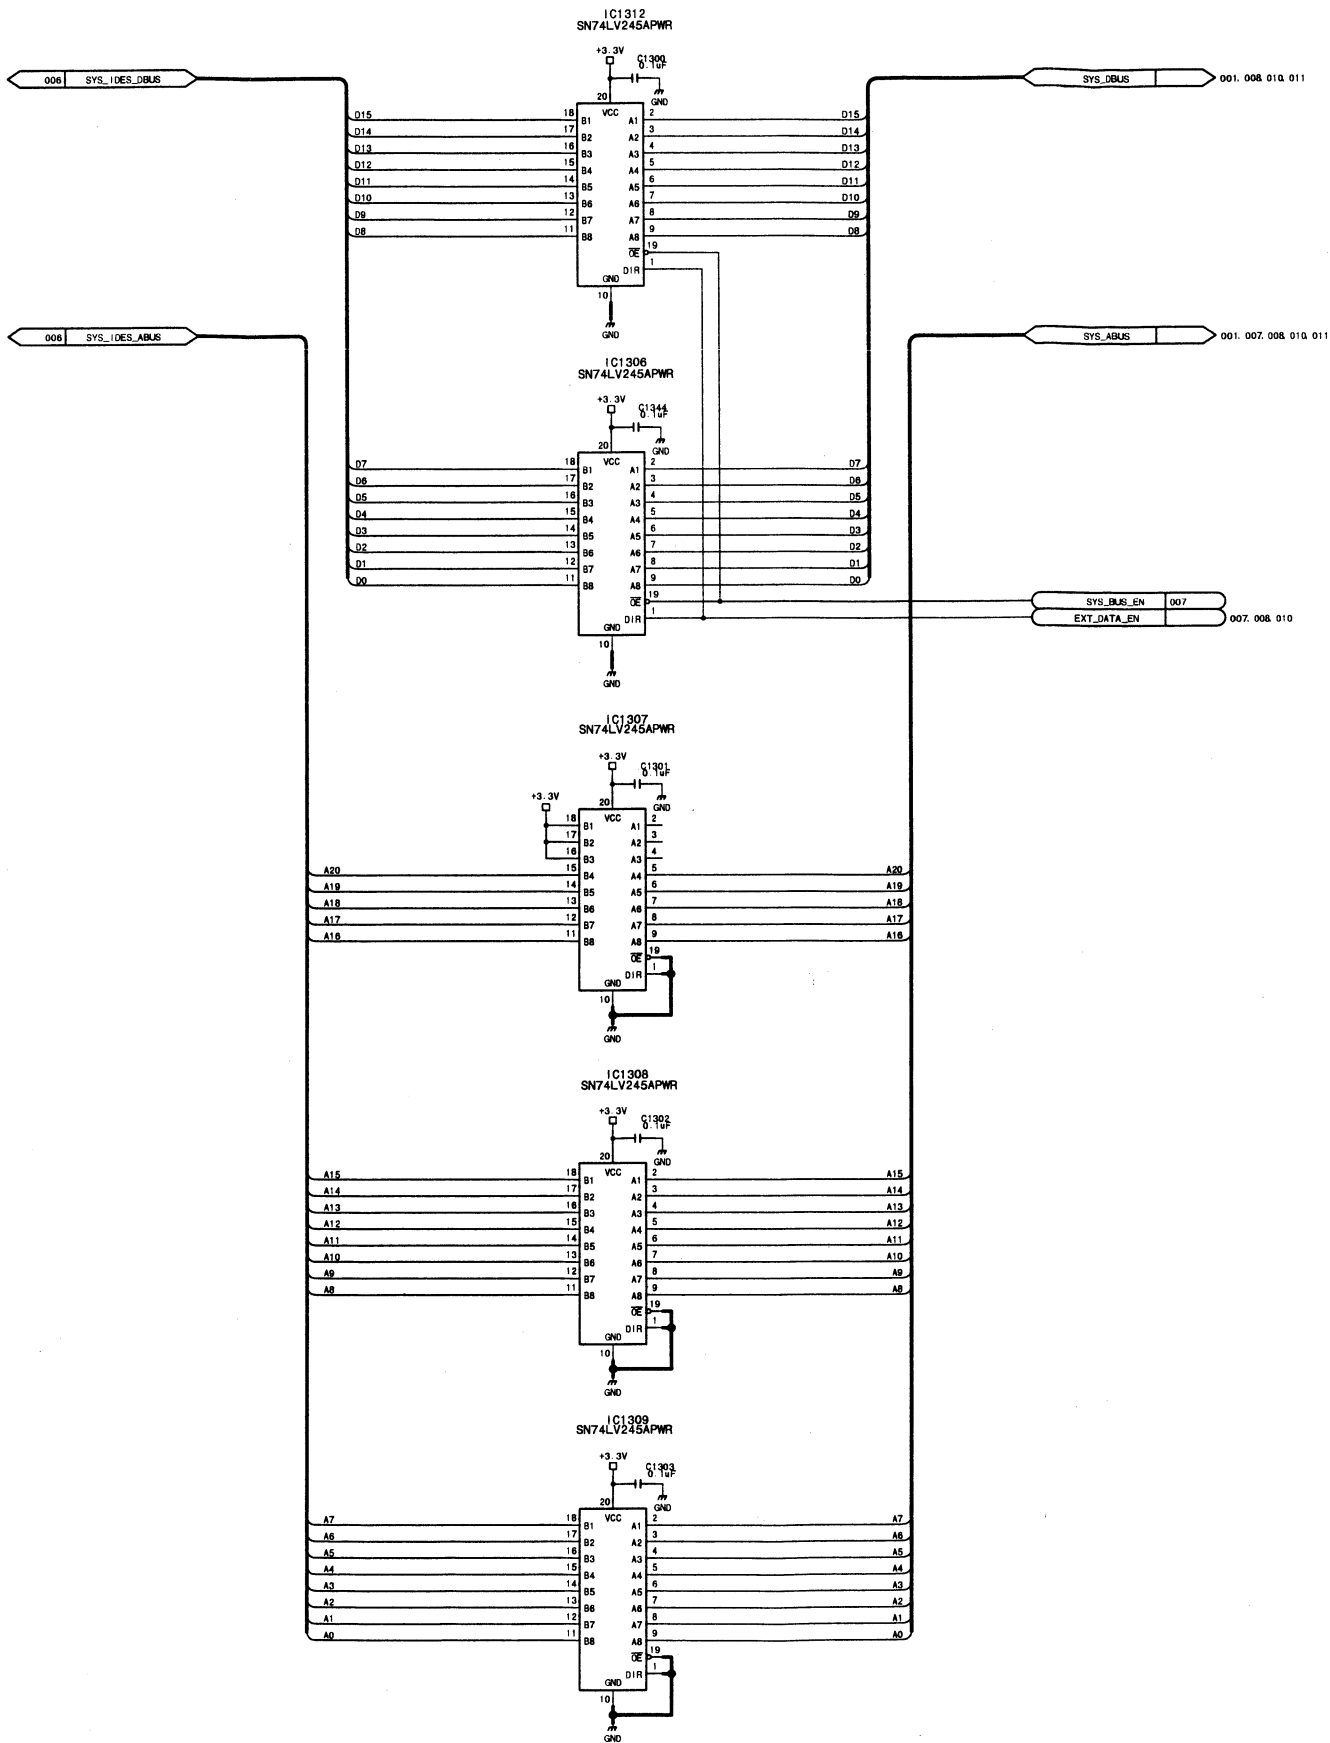 IC1312
SN74LV245APWR
+3.3V
C1300
0.1uF
GND
006 SYS_IDES_DBUS
SYS_DBUS 001. 008. 010. 011
20
VCC
D15 18 B1 A1 2 D15
D14 17 B2 A2 3 D14
D13 16 B3 A3 4 D13
D12 15 B4 A4 5 D12
D11 14 B5 A5 6 D11
D10 13 B6 A6 7 D10
D9 12 B7 A7 8 D9
D8 11 B8 A8 9 D8
OE 19
DIR 1
GND
10
GND
006 SYS_IDES_ABUS
SYS_ABUS 001. 007. 008. 010. 011
IC1306
SN74LV245APWR
+3.3V
C1344
0.1uF
GND
20
VCC
D7 18 B1 A1 2 D7
D6 17 B2 A2 3 D6
D5 16 B3 A3 4 D5
D4 15 B4 A4 5 D4
D3 14 B5 A5 6 D3
D2 13 B6 A6 7 D2
D1 12 B7 A7 8 D1
D0 11 B8 A8 9 D0
OE 19 SYS_BUS_EN 007
DIR 1 EXT_DATA_EN 007. 008. 010
GND
10
GND
IC1307
SN74LV245APWR
+3.3V
C1301
0.1uF
GND
+3.3V
20
VCC
18 B1 A1 2
17 B2 A2 3
16 B3 A3 4
A20 15 B4 A4 5 A20
A19 14 B5 A5 6 A19
A18 13 B6 A6 7 A18
A17 12 B7 A7 8 A17
A16 11 B8 A8 9 A16
OE 19
DIR 1
GND
10
GND
IC1308
SN74LV245APWR
+3.3V
C1302
0.1uF
GND
20
VCC
A15 18 B1 A1 2 A15
A14 17 B2 A2 3 A14
A13 16 B3 A3 4 A13
A12 15 B4 A4 5 A12
A11 14 B5 A5 6 A11
A10 13 B6 A6 7 A10
A9 12 B7 A7 8 A9
A8 11 B8 A8 9 A8
OE 19
DIR 1
GND
10
GND
IC1309
SN74LV245APWR
+3.3V
C1303
0.1uF
GND
20
VCC
A7 18 B1 A1 2 A7
A6 17 B2 A2 3 A6
A5 16 B3 A3 4 A5
A4 15 B4 A4 5 A4
A3 14 B5 A5 6 A3
A2 13 B6 A6 7 A2
A1 12 B7 A7 8 A1
A0 11 B8 A8 9 A0
OE 19
DIR 1
GND
10
GND